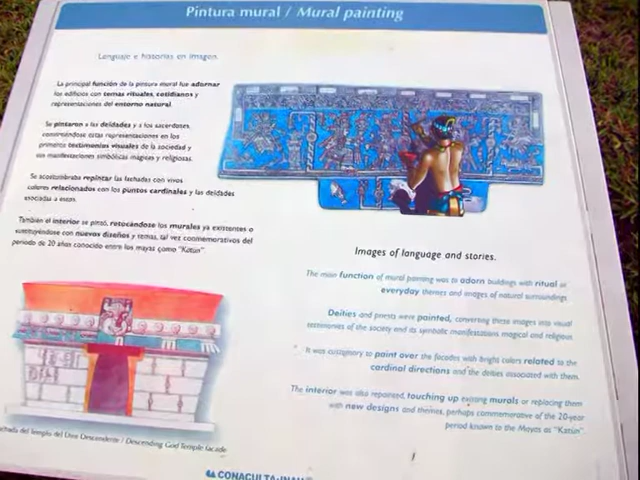 Pintura mural / Mural painting
Lenguaje e historias en imagen.
La principal función de la pintura mural fue adornar
los edificios con temas rituales, cotidianos y
representaciones del entorno natural.
Se pintaron a las deidades y a los sacerdotes,
convirtiéndose estas representaciones en los
primeros testimonios visuales de la sociedad y
sus manifestaciones simbólicas mágicas y religiosas.
Se acostumbraba repintar las fachadas con vivos
colores relacionados con los puntos cardinales y las deidades
asociadas a estos.
También el interior se pintó, retocándose los murales ya existentes o
sustituyéndose con nuevos diseños y temas, tal vez conmemorativos del
período de 20 años conocido entre los mayas como "Katún".
Images of language and stories.
The main function of mural painting was to adorn buildings with ritual or
everyday themes and images of natural surroundings.
Deities and priests were painted, converting these images into visual
testimonies of the society and its symbolic manifestations magical and religious.
It was customary to paint over the facades with bright colors related to the
cardinal directions and the deities associated with them.
The interior was also repainted, touching up existing murals or replacing them
with new designs and themes, perhaps commemorative of the 20-year
period known to the Mayas as "Katún".
Fachada del Templo del Dios Descendente / Descending God Temple facade
CONACULTA-INAH